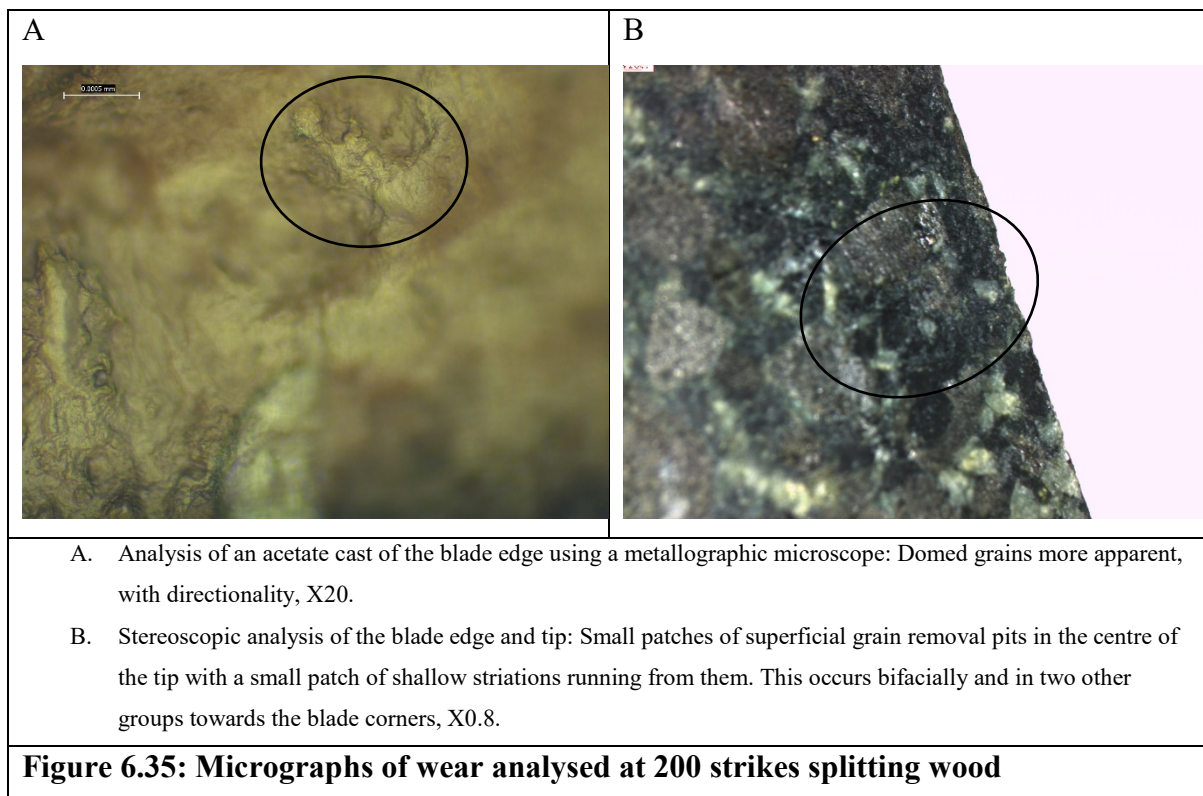 A
B
0.0005 mm
A. Analysis of an acetate cast of the blade edge using a metallographic microscope: Domed grains more apparent,
with directionality, X20.
B. Stereoscopic analysis of the blade edge and tip: Small patches of superficial grain removal pits in the centre of
the tip with a small patch of shallow striations running from them. This occurs bifacially and in two other
groups towards the blade corners, X0.8.
Figure 6.35: Micrographs of wear analysed at 200 strikes splitting wood